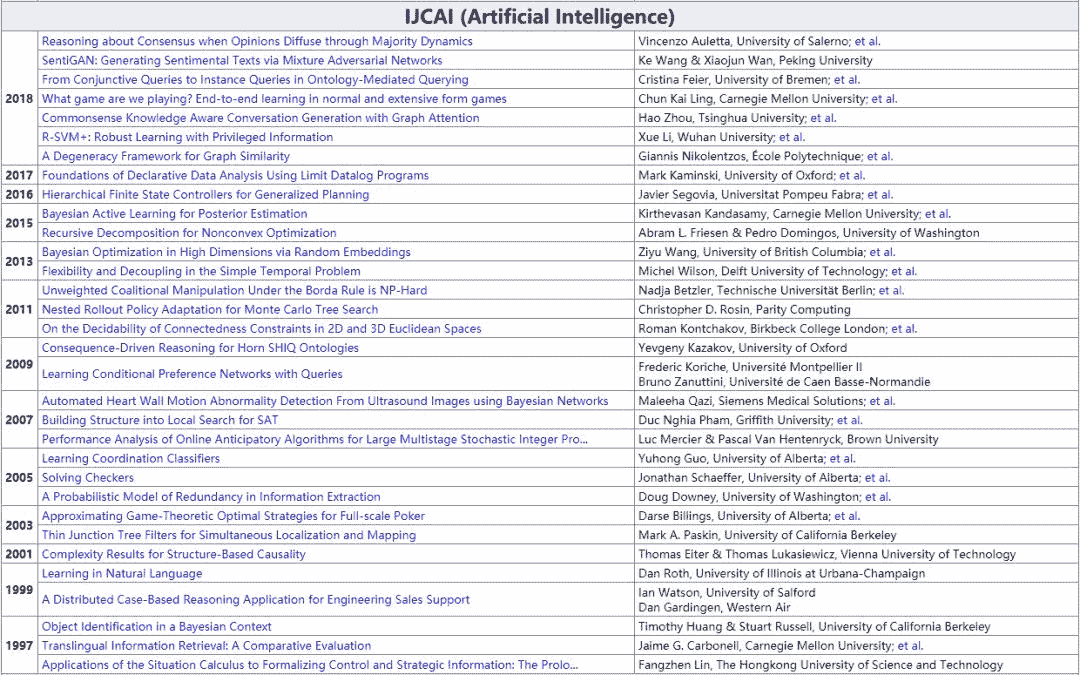 IJCAI (Artificial Intelligence)
2018
Reasoning about Consensus when Opinions Diffuse through Majority Dynamics Vincenzo Auletta, University of Salerno; et al.
SentiGAN: Generating Sentimental Texts via Mixture Adversarial Networks Ke Wang & Xiaojun Wan, Peking University
From Conjunctive Queries to Instance Queries in Ontology-Mediated Querying Cristina Feier, University of Bremen; et al.
What game are we playing? End-to-end learning in normal and extensive form games Chun Kai Ling, Carnegie Mellon University; et al.
Commonsense Knowledge Aware Conversation Generation with Graph Attention Hao Zhou, Tsinghua University; et al.
R-SVM+: Robust Learning with Privileged Information Xue Li, Wuhan University; et al.
A Degeneracy Framework for Graph Similarity Giannis Nikolentzos, École Polytechnique; et al.
2017 Foundations of Declarative Data Analysis Using Limit Datalog Programs Mark Kaminski, University of Oxford; et al.
2016 Hierarchical Finite State Controllers for Generalized Planning Javier Segovia, Universitat Pompeu Fabra; et al.
2015
Bayesian Active Learning for Posterior Estimation Kirthevasan Kandasamy, Carnegie Mellon University; et al.
Recursive Decomposition for Nonconvex Optimization Abram L. Friesen & Pedro Domingos, University of Washington
2013
Bayesian Optimization in High Dimensions via Random Embeddings Ziyu Wang, University of British Columbia; et al.
Flexibility and Decoupling in the Simple Temporal Problem Michel Wilson, Delft University of Technology; et al.
2011
Unweighted Coalitional Manipulation Under the Borda Rule is NP-Hard Nadja Betzler, Technische Universität Berlin; et al.
Nested Rollout Policy Adaptation for Monte Carlo Tree Search Christopher D. Rosin, Parity Computing
On the Decidability of Connectedness Constraints in 2D and 3D Euclidean Spaces Roman Kontchakov, Birkbeck College London; et al.
2009
Consequence-Driven Reasoning for Horn SHIQ Ontologies Yevgeny Kazakov, University of Oxford
Learning Conditional Preference Networks with Queries Frederic Koriche, Université Montpellier II
Bruno Zanuttini, Université de Caen Basse-Normandie
2007
Automated Heart Wall Motion Abnormality Detection From Ultrasound Images using Bayesian Networks Maleeha Qazi, Siemens Medical Solutions; et al.
Building Structure into Local Search for SAT Duc Nghia Pham, Griffith University; et al.
Performance Analysis of Online Anticipatory Algorithms for Large Multistage Stochastic Integer Pro... Luc Mercier & Pascal Van Hentenryck, Brown University
2005
Learning Coordination Classifiers Yuhong Guo, University of Alberta; et al.
Solving Checkers Jonathan Schaeffer, University of Alberta; et al.
A Probabilistic Model of Redundancy in Information Extraction Doug Downey, University of Washington; et al.
2003
Approximating Game-Theoretic Optimal Strategies for Full-scale Poker Darse Billings, University of Alberta; et al.
Thin Junction Tree Filters for Simultaneous Localization and Mapping Mark A. Paskin, University of California Berkeley
2001 Complexity Results for Structure-Based Causality Thomas Eiter & Thomas Lukasiewicz, Vienna University of Technology
1999
Learning in Natural Language Dan Roth, University of Illinois at Urbana-Champaign
A Distributed Case-Based Reasoning Application for Engineering Sales Support Ian Watson, University of Salford
Dan Gardingen, Western Air
1997
Object Identification in a Bayesian Context Timothy Huang & Stuart Russell, University of California Berkeley
Translingual Information Retrieval: A Comparative Evaluation Jaime G. Carbonell, Carnegie Mellon University; et al.
Applications of the Situation Calculus to Formalizing Control and Strategic Information: The Prolo... Fangzhen Lin, The Hongkong University of Science and Technology